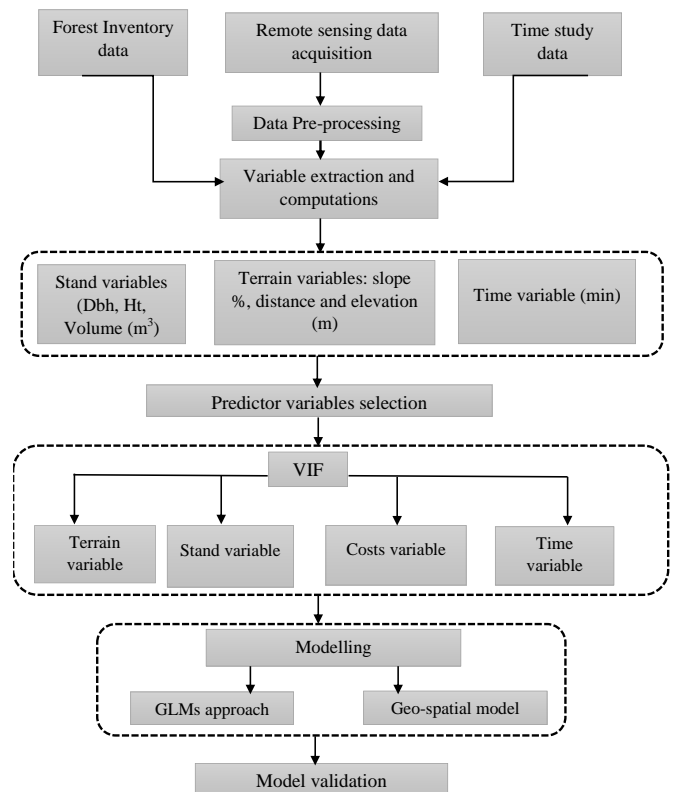 Forest Inventory
data
Remote sensing data
acquisition
Time study
data
Data Pre-processing
Variable extraction and
computations
Stand variables
(Dbh, Ht,
Volume (m³)
Terrain variables: slope
%, distance and elevation
(m)
Time variable (min)
Predictor variables selection
VIF
Terrain
variable
Stand variable
Costs variable
Time
variable
Modelling
GLMs approach
Geo-spatial model
Model validation